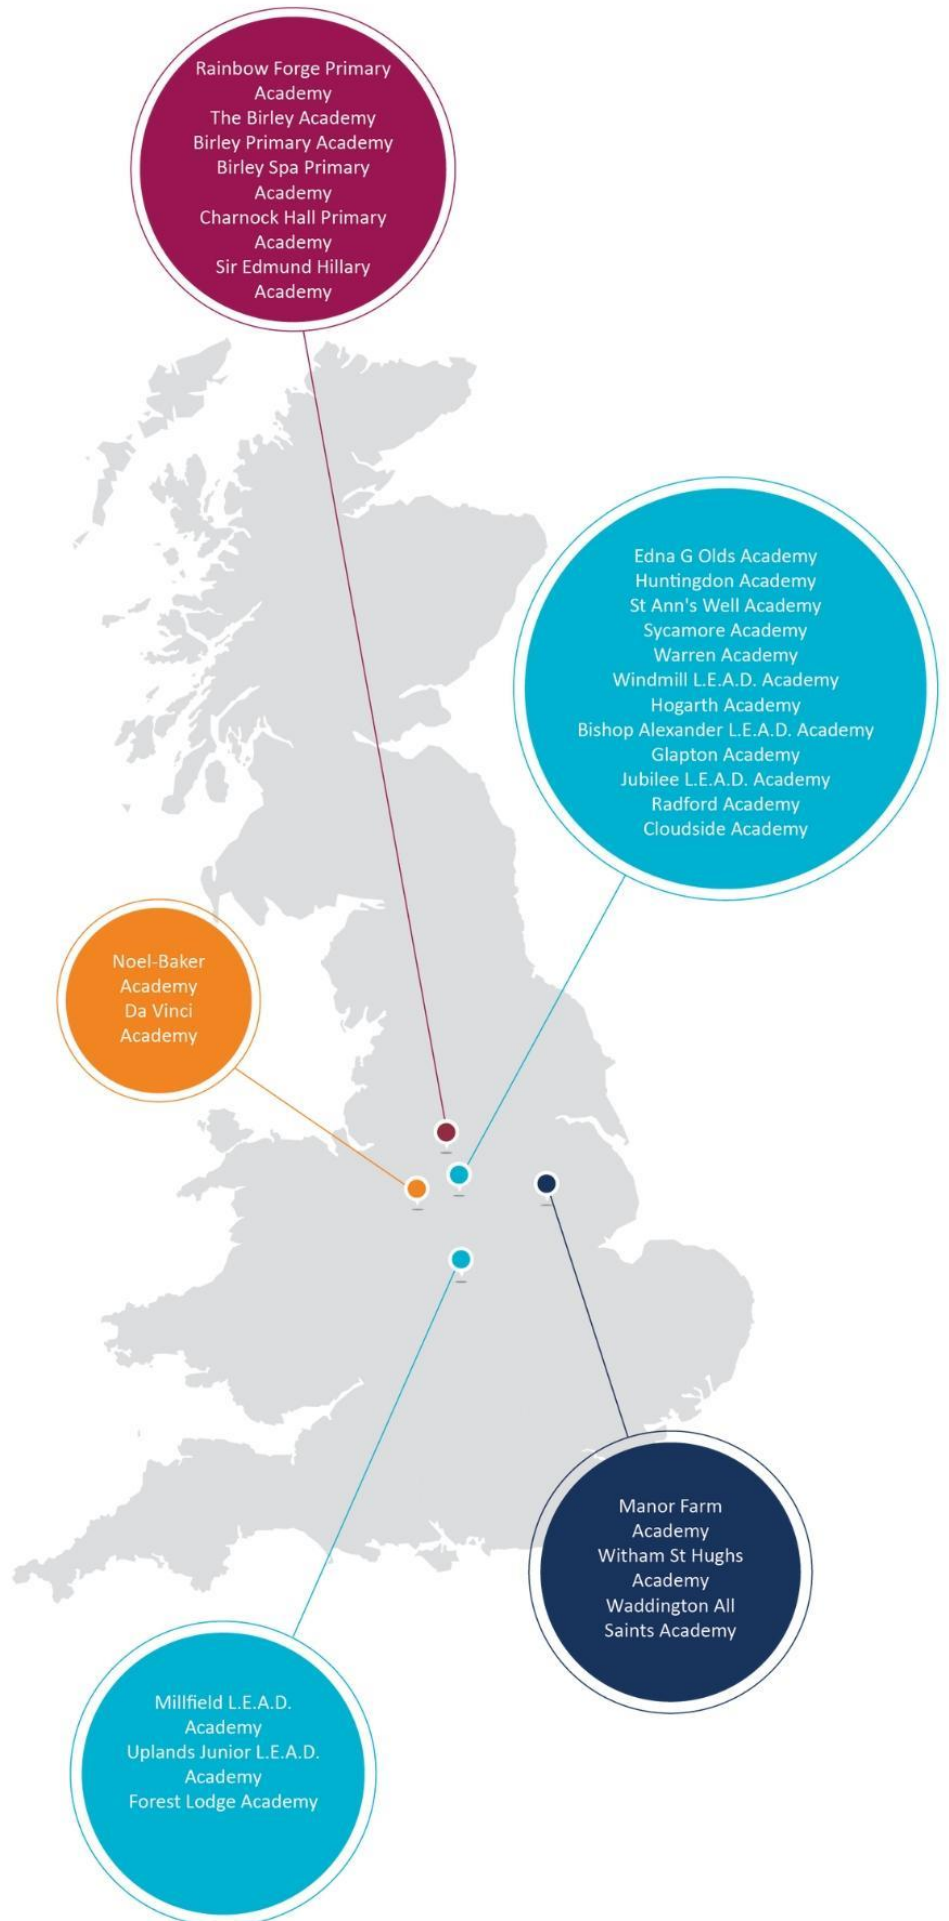 Rainbow Forge Primary
Academy
The Birley Academy
Birley Primary Academy
Birley Spa Primary
Academy
Charnock Hall Primary
Academy
Sir Edmund Hillary
Academy
Edna G Olds Academy
Huntingdon Academy
St Ann's Well Academy
Sycamore Academy
Warren Academy
Windmill L.E.A.D. Academy
Hogarth Academy
Bishop Alexander L.E.A.D. Academy
Glapton Academy
Jubilee L.E.A.D. Academy
Radford Academy
Cloudside Academy
Noel-Baker
Academy
Da Vinci
Academy
Manor Farm
Academy
Witham St Hughs
Academy
Waddington All
Saints Academy
Millfield L.E.A.D.
Academy
Uplands Junior L.E.A.D.
Academy
Forest Lodge Academy